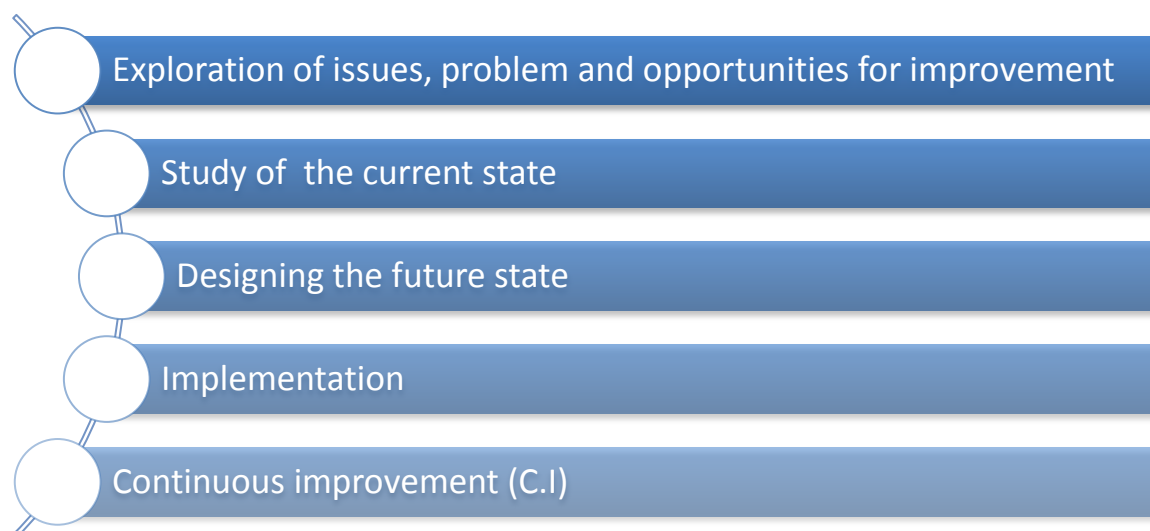 Exploration of issues, problem and opportunities for improvement
Study of  the current state
Designing the future state
Implementation
Continuous improvement (C.I)